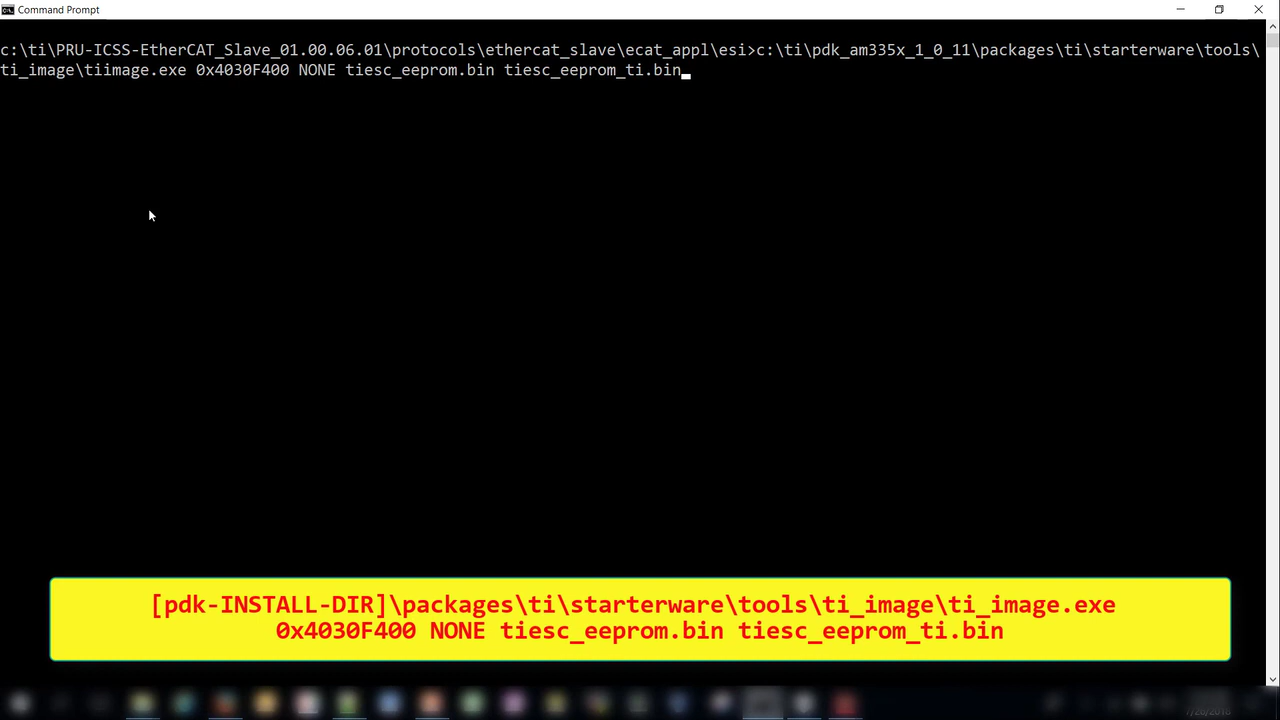 Command Prompt
c:\ti\PRU-ICSS-EtherCAT_Slave_01.00.06.01\protocols\ethercat_slave\ecat_appl\esi>c:\ti\pdk_am335x_1_0_11\packages\ti\starterware\tools\
ti_image\tiimage.exe 0x4030F400 NONE tiesc_eeprom.bin tiesc_eeprom_ti.bin
[pdk-INSTALL-DIR]\packages\ti\starterware\tools\ti_image\ti_image.exe
0x4030F400 NONE tiesc_eeprom.bin tiesc_eeprom_ti.bin